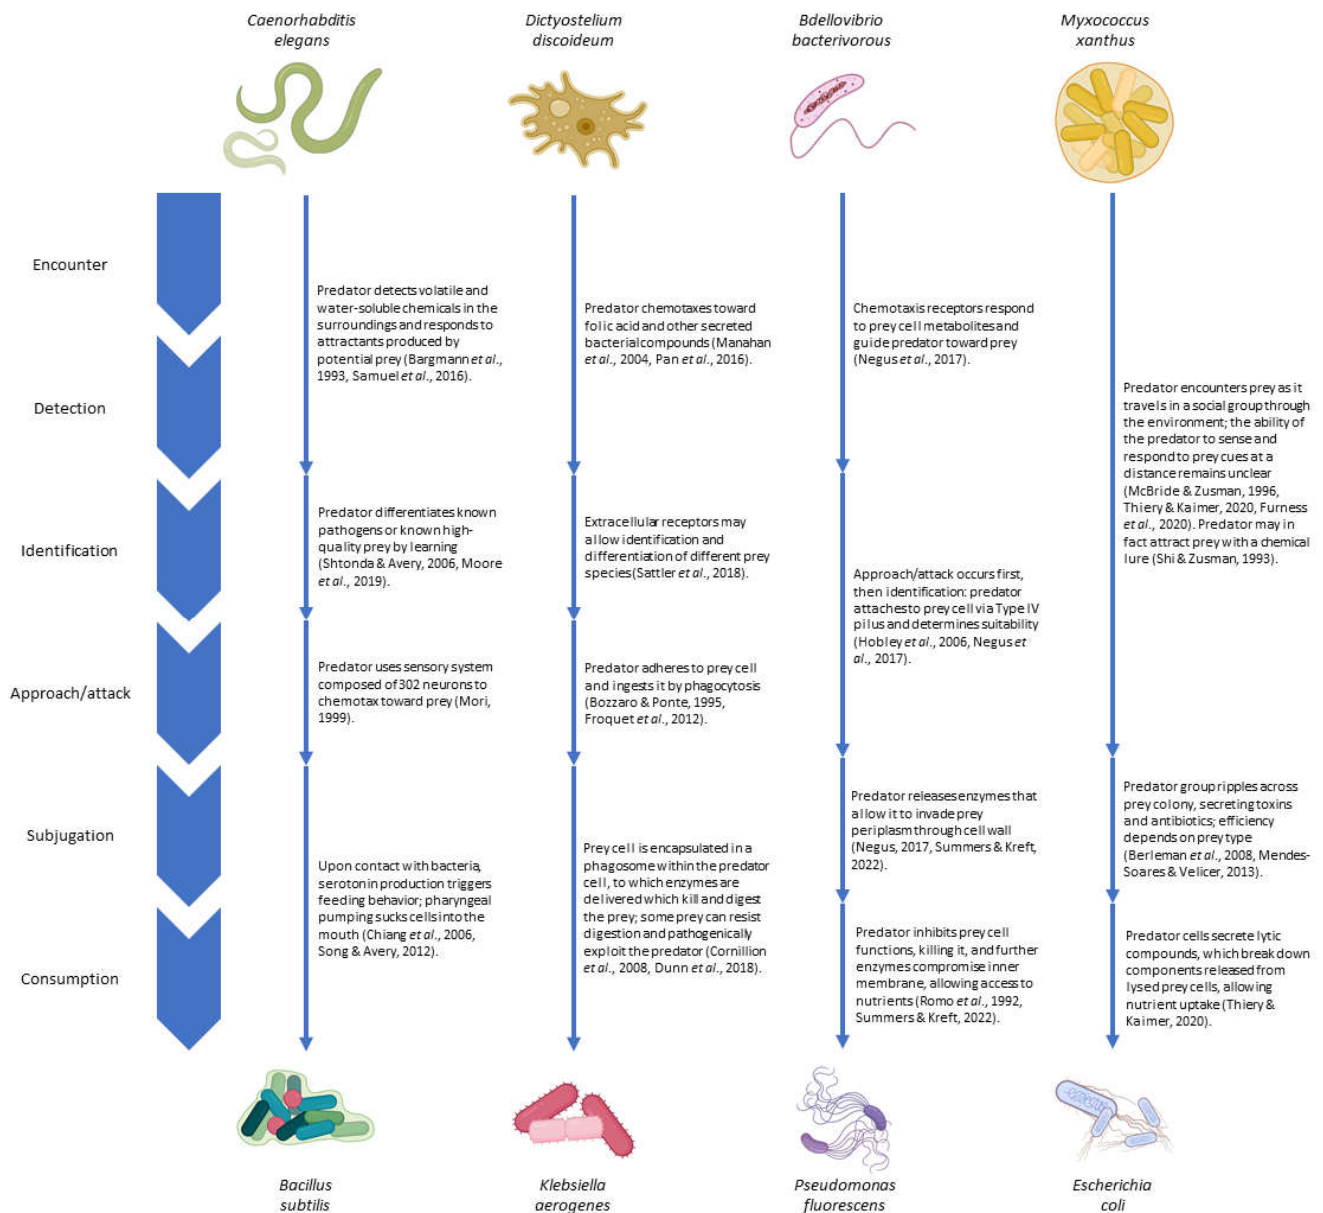 Caenorhabditis
elegans
Dictyostelium
discoideum
Bdellovibrio
bacterivorous
Myxococcus
xanthus
Encounter
Detection
Identification
Approach/attack
Subjugation
Consumption
Predator detects volatile and
water-soluble chemicals in the
surroundings and responds to
attractants produced by
potential prey (Bargmann et al.,
1993, Samuel et al., 2016).
Predator differentiates known
pathogens or known high-
quality prey by learning
(Shtonda & Avery, 2006, Moore
et al., 2019).
Predator uses sensory system
composed of 302 neurons to
chemotax toward prey (Mori,
1999).
Upon contact with bacteria,
serotonin production triggers
feeding behavior; pharyngeal
pumping sucks cells into the
mouth (Chiang et al., 2006,
Song & Avery, 2012).
Predator chemotaxes toward
folic acid and other secreted
bacterial compounds (Manahan
et al., 2004, Pan et al., 2016).
Extracellular receptors may
allow identification and
differentiation of different prey
species (Sattler et al., 2018).
Predator adheres to prey cell
and ingests it by phagocytosis
(Bozzaro & Ponte, 1995,
Froquet et al., 2012).
Prey cell is encapsulated in a
phagosome within the predator
cell, to which enzymes are
delivered which kill and digest
the prey; some prey can resist
digestion and pathogenically
exploit the predator (Cornillion
et al., 2008, Dunn et al., 2018).
Chemotaxis receptors respond
to prey cell metabolites and
guide predator toward prey
(Negus et al., 2017).
Approach/attack occurs first,
then identification: predator
attaches to prey cell via Type IV
pilus and determines suitability
(Hobley et al., 2006, Negus et
al., 2017).
Predator releases enzymes that
allow it to invade prey
periplasm through cell wall
(Negus, 2017, Summers & Kreft,
2022).
Predator inhibits prey cell
functions, killing it, and further
enzymes compromise inner
membrane, allowing access to
nutrients (Romo et al., 1992,
Summers & Kreft, 2022).
Predator encounters prey as it
travels in a social group through
the environment; the ability of
the predator to sense and
respond to prey cues at a
distance remains unclear
(McBride & Zusman, 1996,
Thiery & Kaimer, 2020, Furness
et al., 2020). Predator may in
fact attract prey with a chemical
lure (Shi & Zusman, 1993).
Predator group ripples across
prey colony, secreting toxins
and antibiotics; efficiency
depends on prey type
(Berleman et al., 2008, Mendes-
Soares & Velicer, 2013).
Predator cells secrete lytic
compounds, which break down
components released from
lysed prey cells, allowing
nutrient uptake (Thiery &
Kaimer, 2020).
Bacillus
subtilis
Klebsiella
aerogenes
Pseudomonas
fluorescens
Escherichia
coli